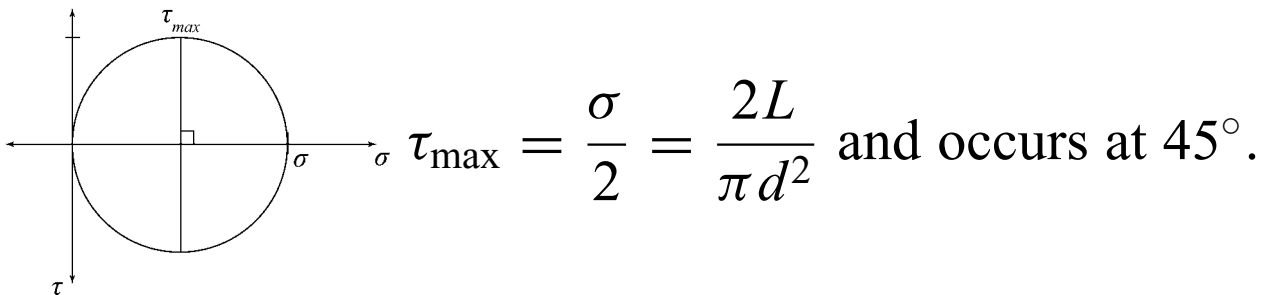 τ_max
σ
σ
τ
τ_max = σ/2 = 2L/πd² and occurs at 45°.